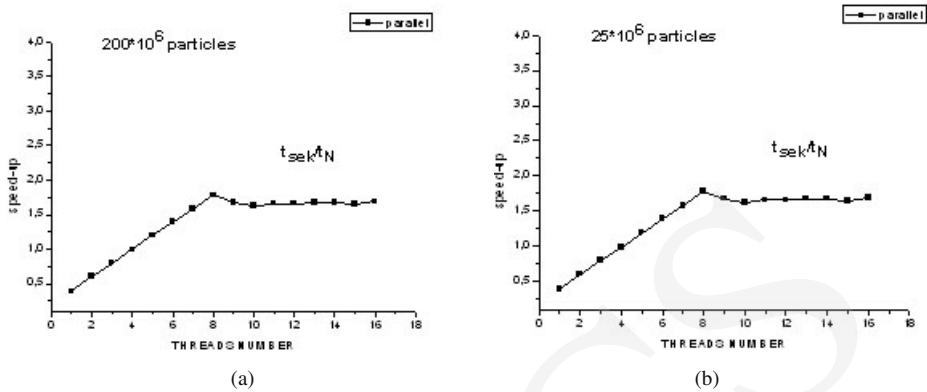 parallel
200*10^6 particles
4,0
3,5
3,0
2,5
2,0
1,5
1,0
0,5
speed-up
t_sek/t_N
0 2 4 6 8 10 12 14 16 18
THREADS NUMBER
(a)
parallel
25*10^6 particles
4,0
3,5
3,0
2,5
2,0
1,5
1,0
0,5
speed-up
t_sek/t_N
0 2 4 6 8 10 12 14 16 18
THREADS NUMBER
(b)